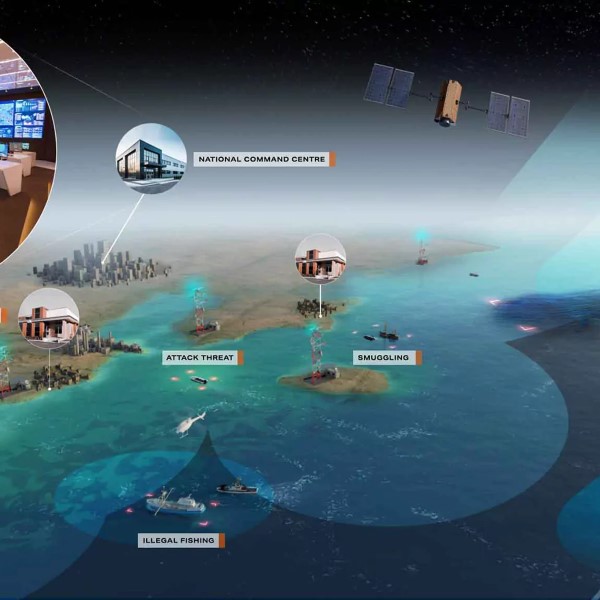 NATIONAL COMMAND CENTRE
ATTACK THREAT
SMUGGLING
ILLEGAL FISHING